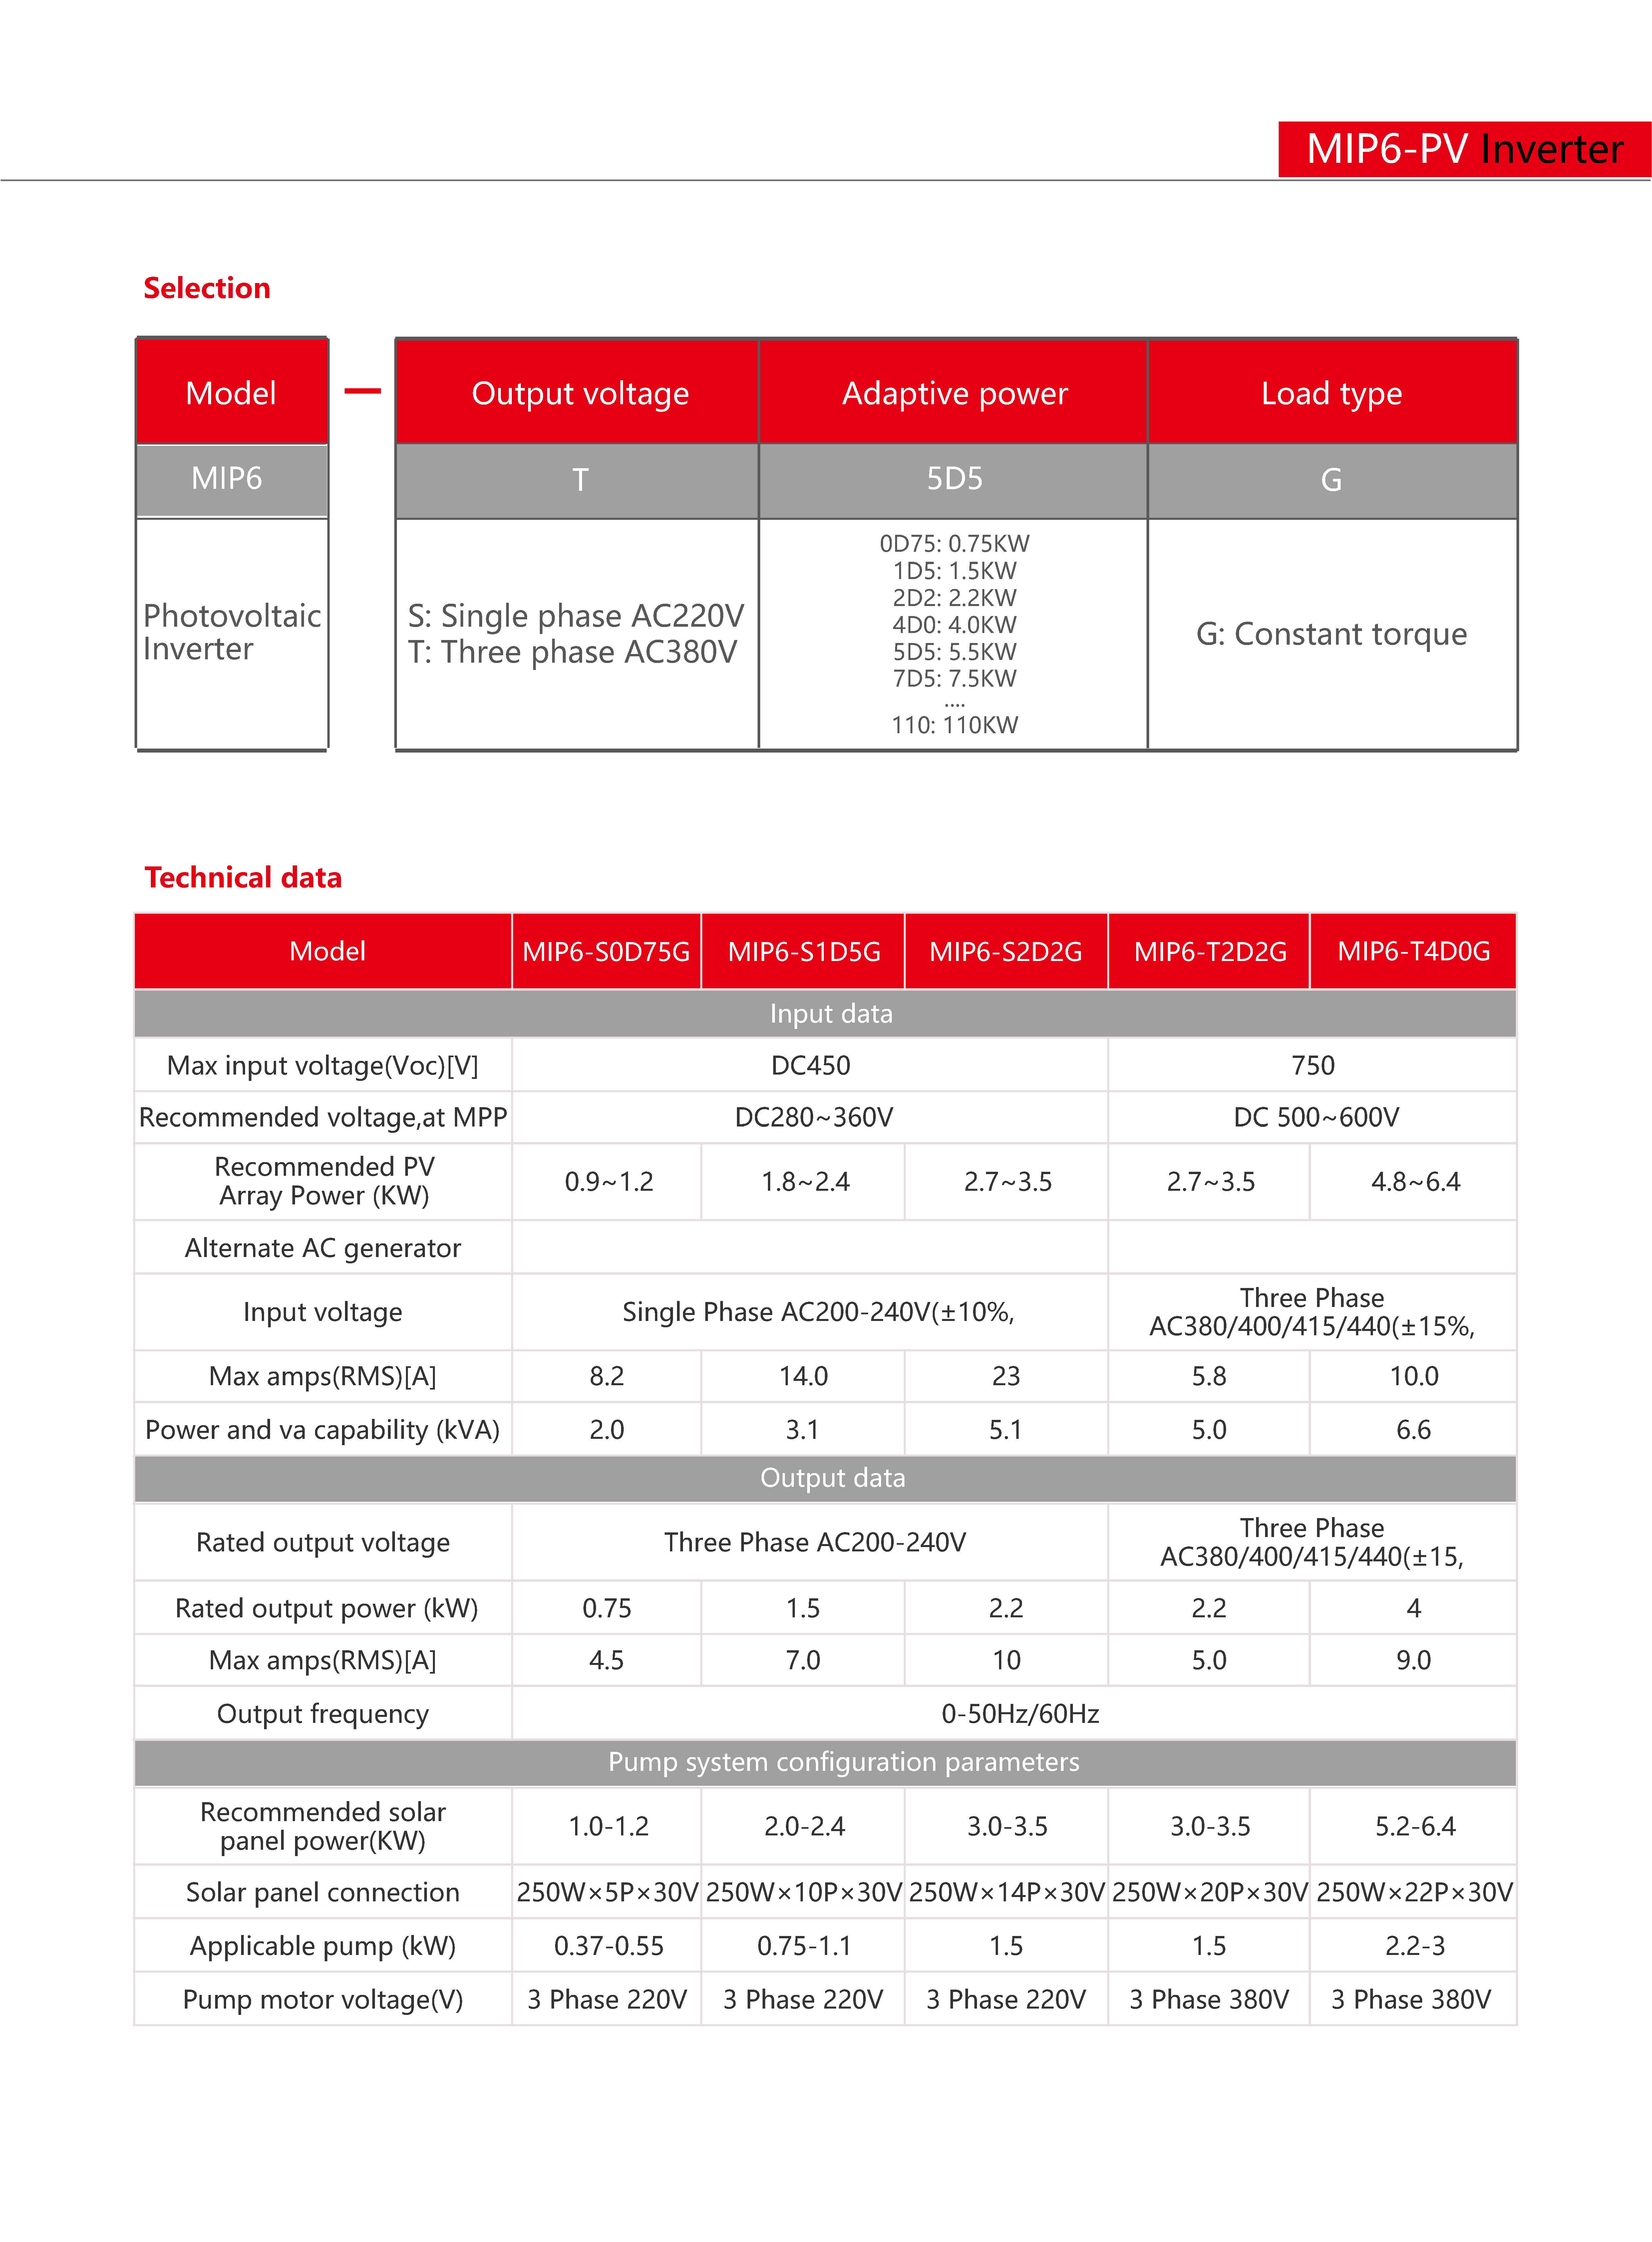 MIP6-PV Inverter
Selection
Model — Output voltage Adaptive power Load type
MIP6 T 5D5 G
Photovoltaic
Inverter
S: Single phase AC220V
T: Three phase AC380V
0D75: 0.75KW
1D5: 1.5KW
2D2: 2.2KW
4D0: 4.0KW
5D5: 5.5KW
7D5: 7.5KW
....
110: 110KW
G: Constant torque
Technical data
Model MIP6-S0D75G MIP6-S1D5G MIP6-S2D2G MIP6-T2D2G MIP6-T4D0G
Input data
Max input voltage(Voc)[V] DC450 750
Recommended voltage,at MPP DC280~360V DC 500~600V
Recommended PV
Array Power (KW) 0.9~1.2 1.8~2.4 2.7~3.5 2.7~3.5 4.8~6.4
Alternate AC generator
Input voltage Single Phase AC200-240V(±10%, Three Phase
AC380/400/415/440(±15%,
Max amps(RMS)[A] 8.2 14.0 23 5.8 10.0
Power and va capability (kVA) 2.0 3.1 5.1 5.0 6.6
Output data
Rated output voltage Three Phase AC200-240V Three Phase
AC380/400/415/440(±15,
Rated output power (kW) 0.75 1.5 2.2 2.2 4
Max amps(RMS)[A] 4.5 7.0 10 5.0 9.0
Output frequency 0-50Hz/60Hz
Pump system configuration parameters
Recommended solar
panel power(KW) 1.0-1.2 2.0-2.4 3.0-3.5 3.0-3.5 5.2-6.4
Solar panel connection 250W×5P×30V 250W×10P×30V 250W×14P×30V 250W×20P×30V 250W×22P×30V
Applicable pump (kW) 0.37-0.55 0.75-1.1 1.5 1.5 2.2-3
Pump motor voltage(V) 3 Phase 220V 3 Phase 220V 3 Phase 220V 3 Phase 380V 3 Phase 380V